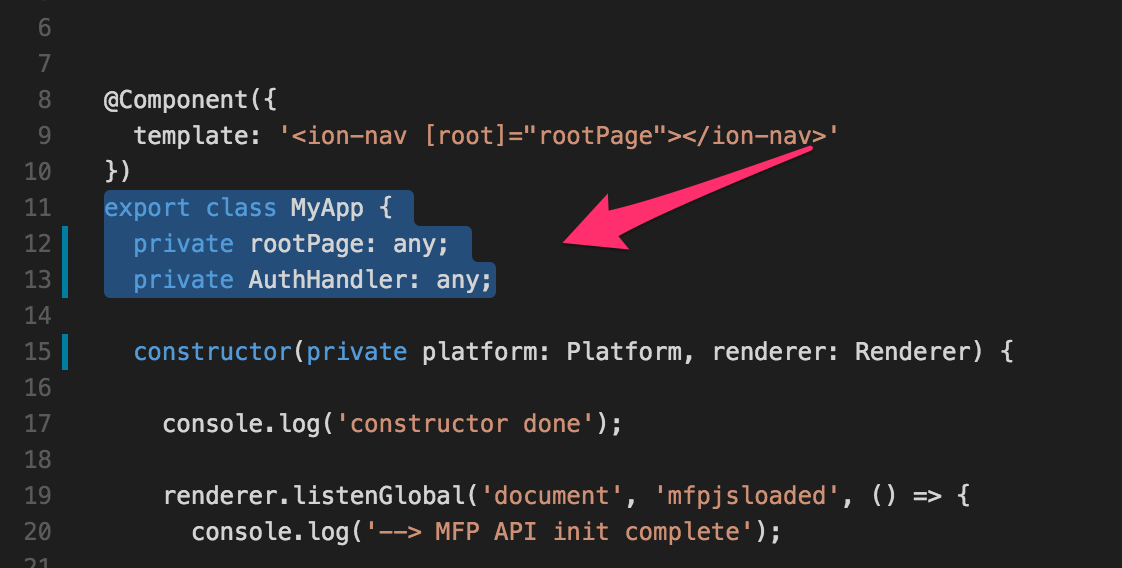 6
7
8 @Component({
9 template: '<ion-nav [root]="rootPage"></ion-nav>'
10 })
11 export class MyApp {
12 private rootPage: any;
13 private AuthHandler: any;
14
15 constructor(private platform: Platform, renderer: Renderer) {
16
17 console.log('constructor done');
18
19 renderer.listenGlobal('document', 'mfpjsloaded', () => {
20 console.log('--> MFP API init complete');
21